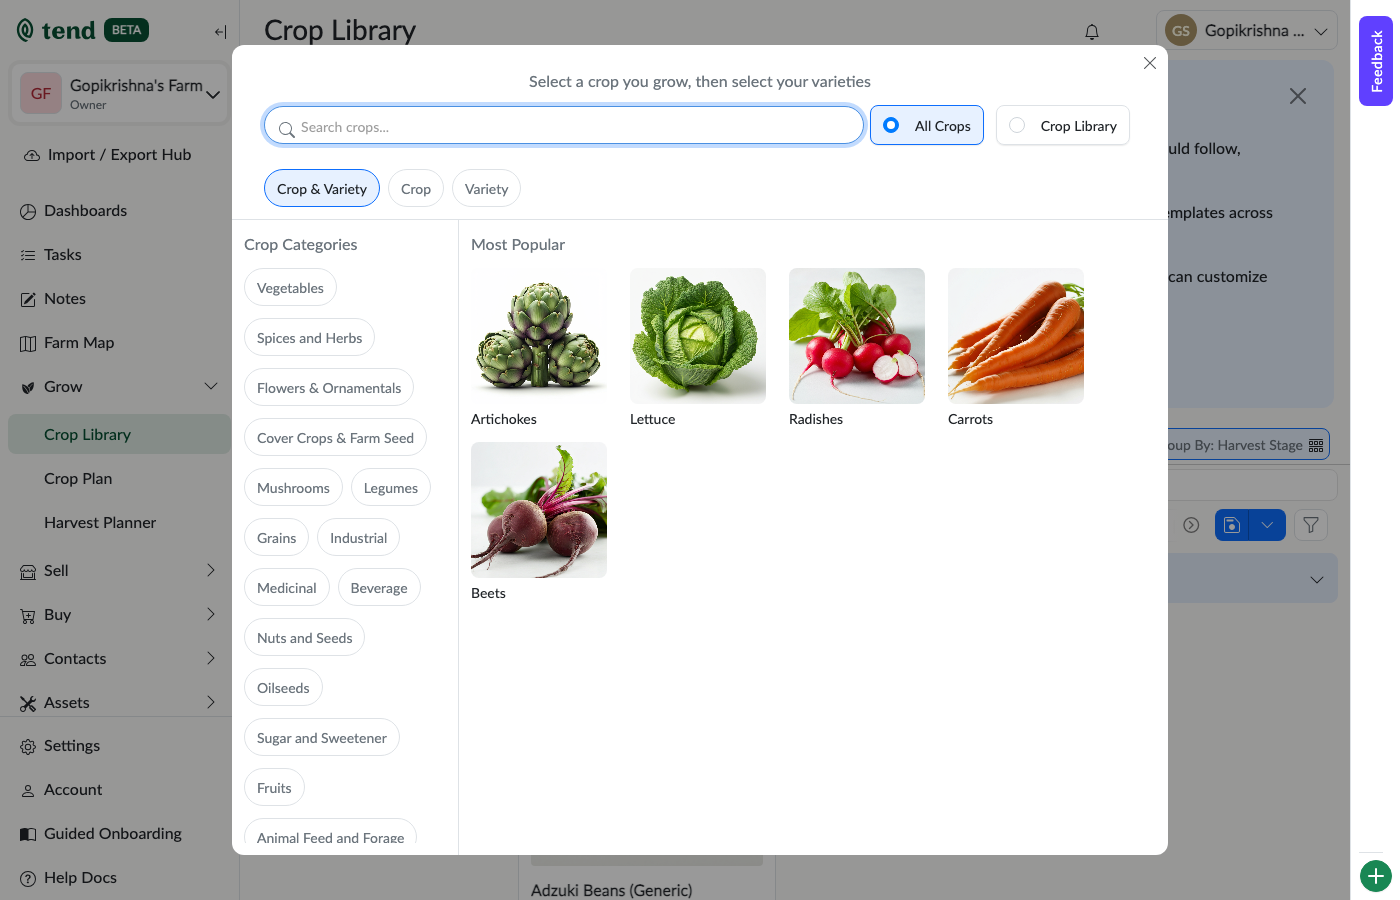 tend BETA
Crop Library
GS Gopikrishna ...
Feedback
GF Gopikrishna's Farm
Owner
Import / Export Hub
Dashboards
Tasks
Notes
Farm Map
Grow
Crop Library
Crop Plan
Harvest Planner
Sell
Buy
Contacts
Assets
Settings
Account
Guided Onboarding
Help Docs
Select a crop you grow, then select your varieties
Search crops...
All Crops
Crop Library
Crop & Variety
Crop
Variety
Crop Categories
Vegetables
Spices and Herbs
Flowers & Ornamentals
Cover Crops & Farm Seed
Mushrooms Legumes
Grains Industrial
Medicinal Beverage
Nuts and Seeds
Oilseeds
Sugar and Sweetener
Fruits
Animal Feed and Forage
Most Popular
Artichokes
Lettuce
Radishes
Carrots
Beets
uld follow,
emplates across
can customize
oup By: Harvest Stage
Adzuki Beans (Generic)